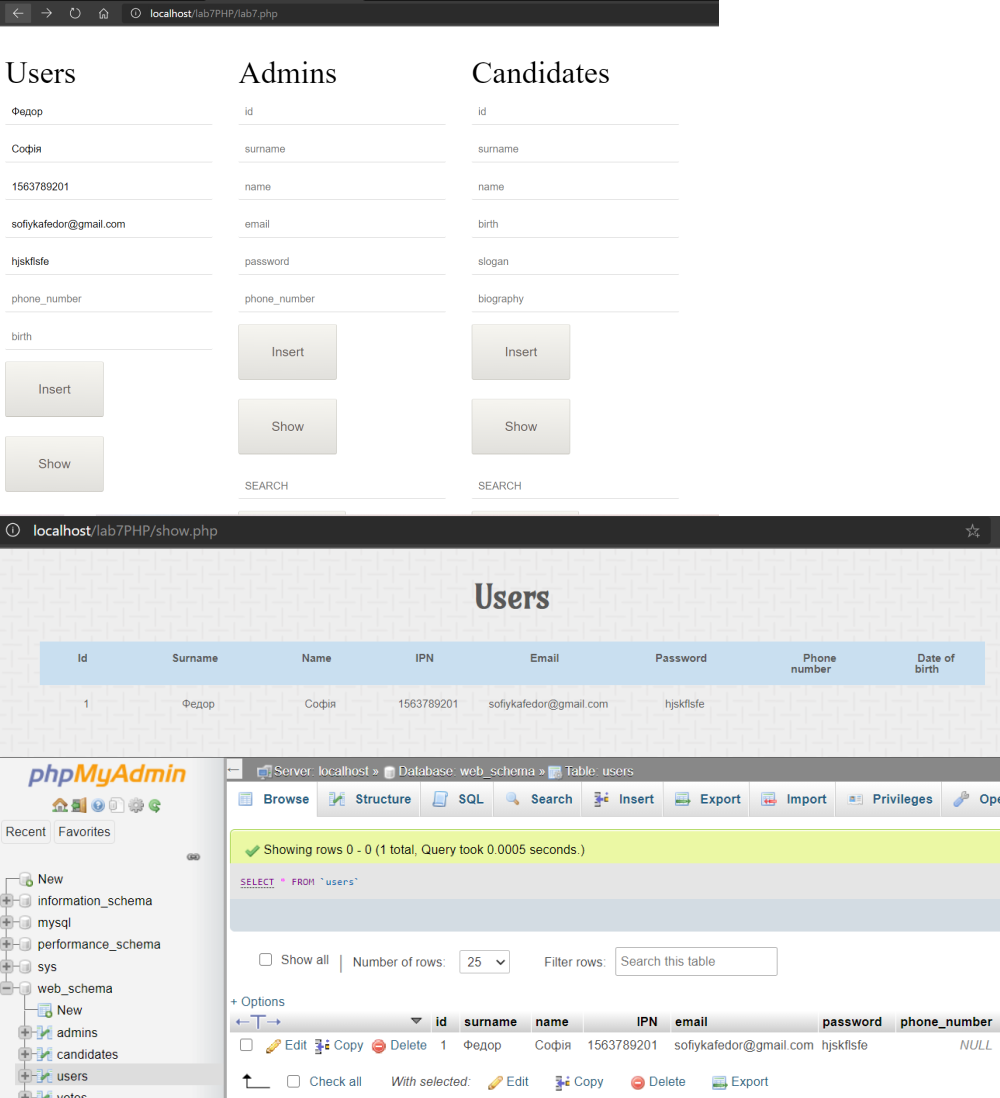 localhost/lab7PHP/lab7.php
Users Admins Candidates
Федор id id
Софія surname surname
1563789201 name name
sofiykafedor@gmail.com email birth
hjskflsfe password slogan
phone_number phone_number biography
birth
Insert Insert
Insert
Show Show
Show
SEARCH SEARCH
localhost/lab7PHP/show.php
Users
Id Surname Name IPN Email Password Phone number Date of birth
1 Федор Софія 1563789201 sofiykafedor@gmail.com hjskflsfe
phpMyAdmin
Server: localhost » Database: web_schema » Table: users
Browse Structure SQL Search Insert Export Import Privileges
Recent Favorites
Showing rows 0 - 0 (1 total, Query took 0.0005 seconds.)
SELECT * FROM `users`
New
information_schema
mysql
performance_schema
sys
web_schema
New
admins
candidates
users
votes
Show all | Number of rows: 25 Filter rows: Search this table
+ Options
←T→ id surname name IPN email password phone_number
Edit Copy Delete 1 Федор Софія 1563789201 sofiykafedor@gmail.com hjskflsfe NULL
Check all With selected: Edit Copy Delete Export